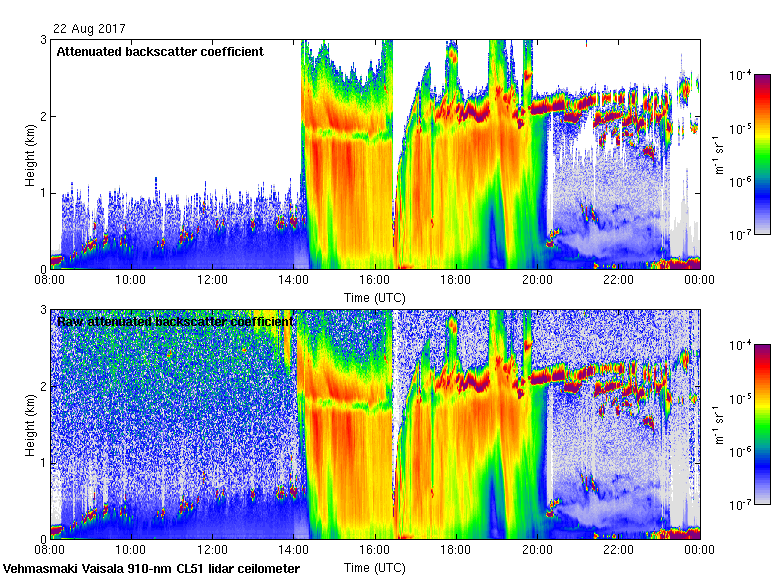 22 Aug 2017
Attenuated backscatter coefficient
3
2
1
0
Height (km)
08:00 10:00 12:00 14:00 16:00 18:00 20:00 22:00 00:00
Time (UTC)
10^-4
10^-5
10^-6
10^-7
m^-1 sr^-1
Raw attenuated backscatter coefficient
3
2
1
0
Height (km)
08:00 10:00 12:00 14:00 16:00 18:00 20:00 22:00 00:00
Time (UTC)
10^-4
10^-5
10^-6
10^-7
m^-1 sr^-1
Vehmasmaki Vaisala 910-nm CL51 lidar ceilometer